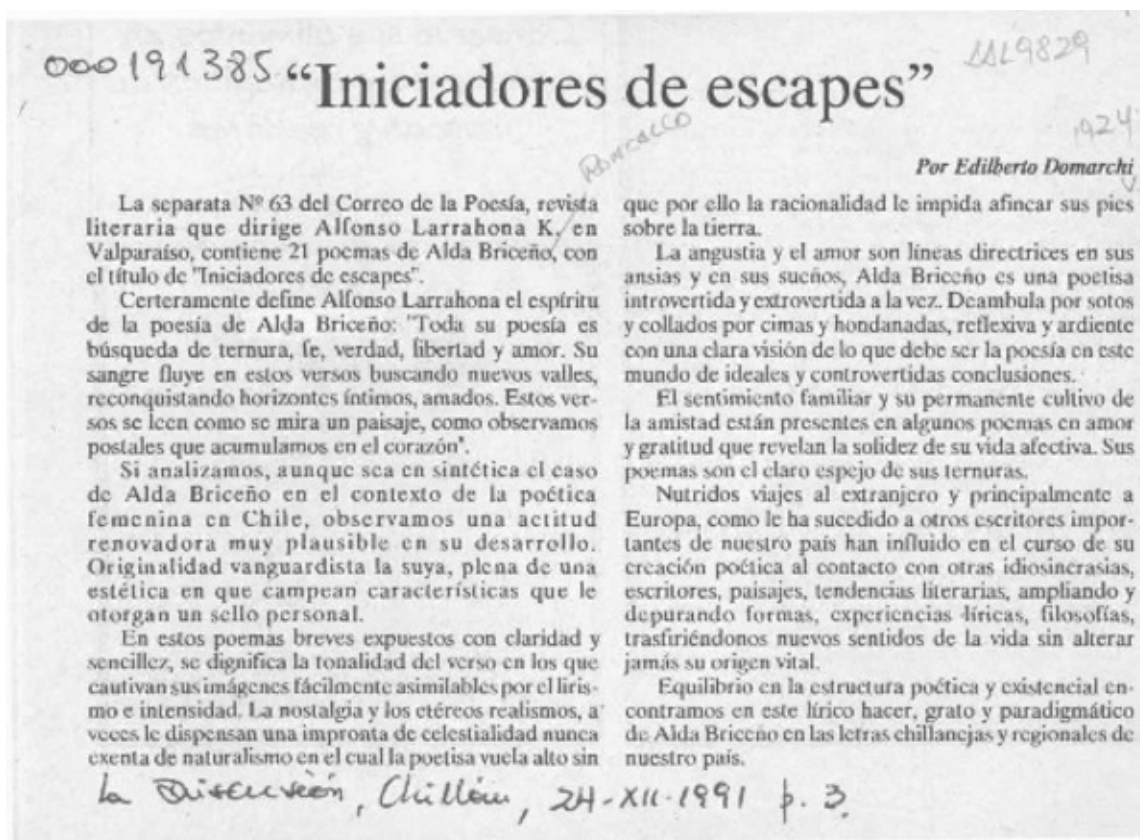 000191385
"Iniciadores de escapes"
1924
Por Edilberto Domarchi
La separata Nº 63 del Correo de la Poesía, revista
literaria que dirige Alfonso Larrahona K. en
Valparaíso, contiene 21 poemas de Alda Briceño, con
el título de "Iniciadores de escapes".
Certeramente define Alfonso Larrahona el espíritu
de la poesía de Alda Briceño: "Toda su poesía es
búsqueda de ternura, fe, verdad, libertad y amor. Su
sangre fluye en estos versos buscando nuevos valles,
reconquistando horizontes íntimos, amados. Estos ver-
sos se leen como se mira un paisaje, como observamos
postales que acumulamos en el corazón".
Si analizamos, aunque sea en sintética el caso
de Alda Briceño en el contexto de la poética
femenina en Chile, observamos una actitud
renovadora muy plausible en su desarrollo.
Originalidad vanguardista la suya, plena de una
estética en que campean características que le
otorgan un sello personal.
En estos poemas breves expuestos con claridad y
sencillez, se dignifica la tonalidad del verso en los que
cautivan sus imágenes fácilmente asimilables por el liris-
mo e intensidad. La nostalgia y los etéreos realismos, a
veces le dispensan una impronta de celestialidad nunca
exenta de naturalismo en el cual la poetisa vuela alto sin
que por ello la racionalidad le impida afincar sus pies
sobre la tierra.
La angustia y el amor son líneas directrices en sus
ansias y en sus sueños, Alda Briceño es una poetisa
introvertida y extrovertida a la vez. Deambula por sotos
y collados por cimas y hondanadas, reflexiva y ardiente
con una clara visión de lo que debe ser la poesía en este
mundo de ideales y controvertidas conclusiones.
El sentimiento familiar y su permanente cultivo de
la amistad están presentes en algunos poemas en amor
y gratitud que revelan la solidez de su vida afectiva. Sus
poemas son el claro espejo de sus ternuras.
Nutridos viajes al extranjero y principalmente a
Europa, como le ha sucedido a otros escritores impor-
tantes de nuestro país han influido en el curso de su
creación poética al contacto con otras idiosincrasias,
escritores, paisajes, tendencias literarias, ampliando y
depurando formas, experiencias líricas, filosofías,
trasfiriéndonos nuevos sentidos de la vida sin alterar
jamás su origen vital.
Equilibrio en la estructura poética y existencial en-
contramos en este lírico hacer, grato y paradigmático
de Alda Briceño en las letras chillanejas y regionales de
nuestro país.
La Discusión, Chillán, 24-XII-1991 p. 3.